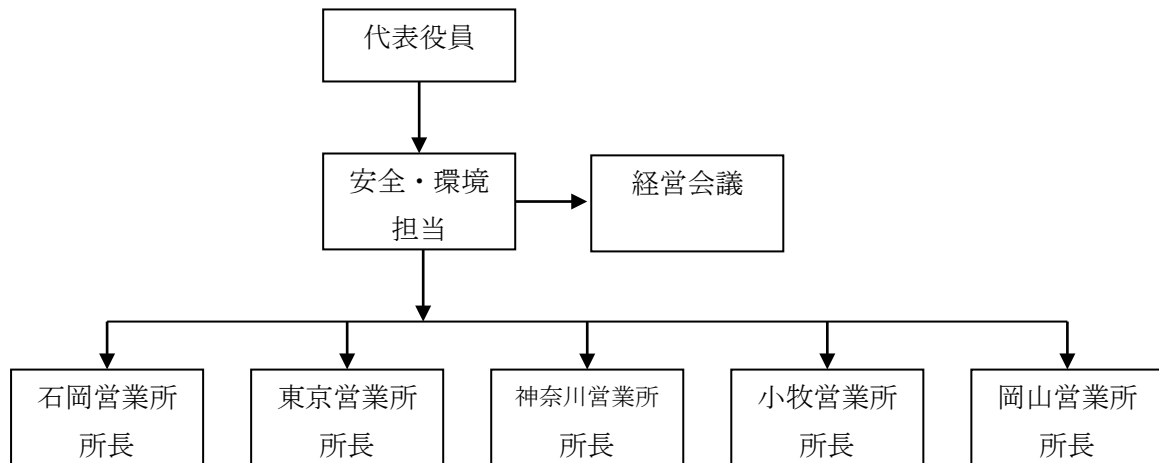 代表役員
安全・環境
担当
経営会議
石岡営業所
所長
東京営業所
所長
神奈川営業所
所長
小牧営業所
所長
岡山営業所
所長